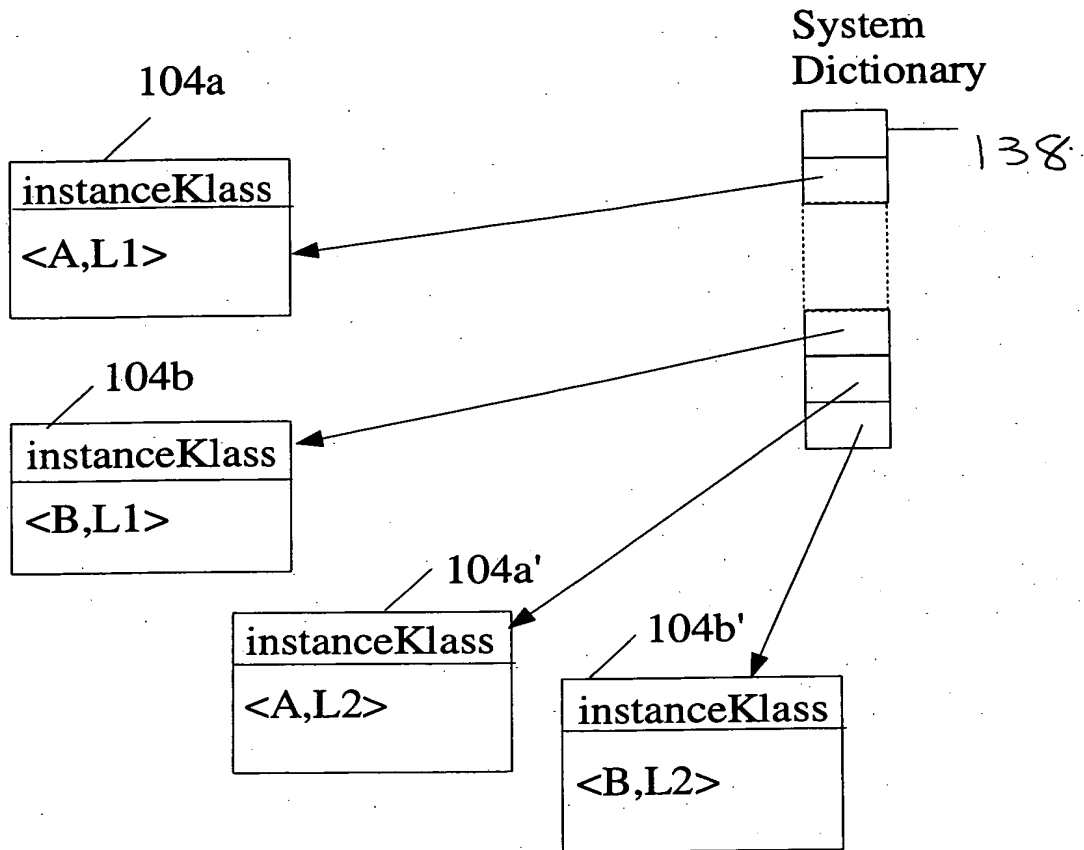 System
Dictionary
104a
138
instanceKlass
<A,L1>
104b
instanceKlass
<B,L1>
104a'
instanceKlass
<A,L2>
104b'
instanceKlass
<B,L2>